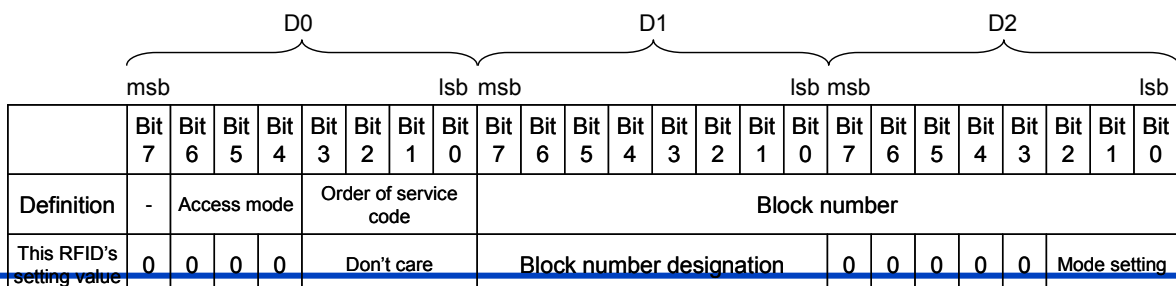 D0 D1 D2
msb lsb msb lsb msb lsb
Bit 7 Bit 6 Bit 5 Bit 4 Bit 3 Bit 2 Bit 1 Bit 0 Bit 7 Bit 6 Bit 5 Bit 4 Bit 3 Bit 2 Bit 1 Bit 0 Bit 7 Bit 6 Bit 5 Bit 4 Bit 3 Bit 2 Bit 1 Bit 0
Definition - Access mode Order of service code Block number
This RFID's setting value 0 0 0 0 Don't care Block number designation 0 0 0 0 0 Mode setting